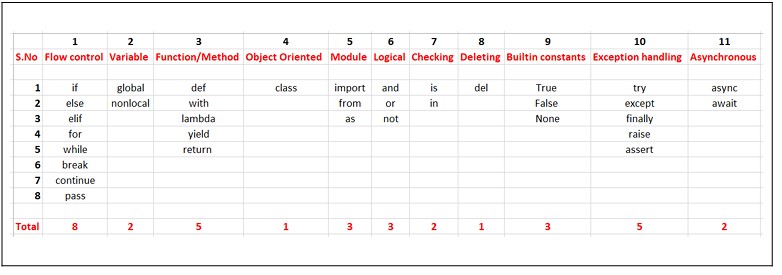 1 2 3 4 5 6 7 8 9 10 11
S.No Flow control Variable Function/Method Object Oriented Module Logical Checking Deleting Builtin constants Exception handling Asynchronous
1 if global def class import and is del True try async
2 else nonlocal with from or in False except await
3 elif lambda as not None finally
4 for yield raise
5 while return assert
6 break
7 continue
8 pass
Total 8 2 5 1 3 3 2 1 3 5 2